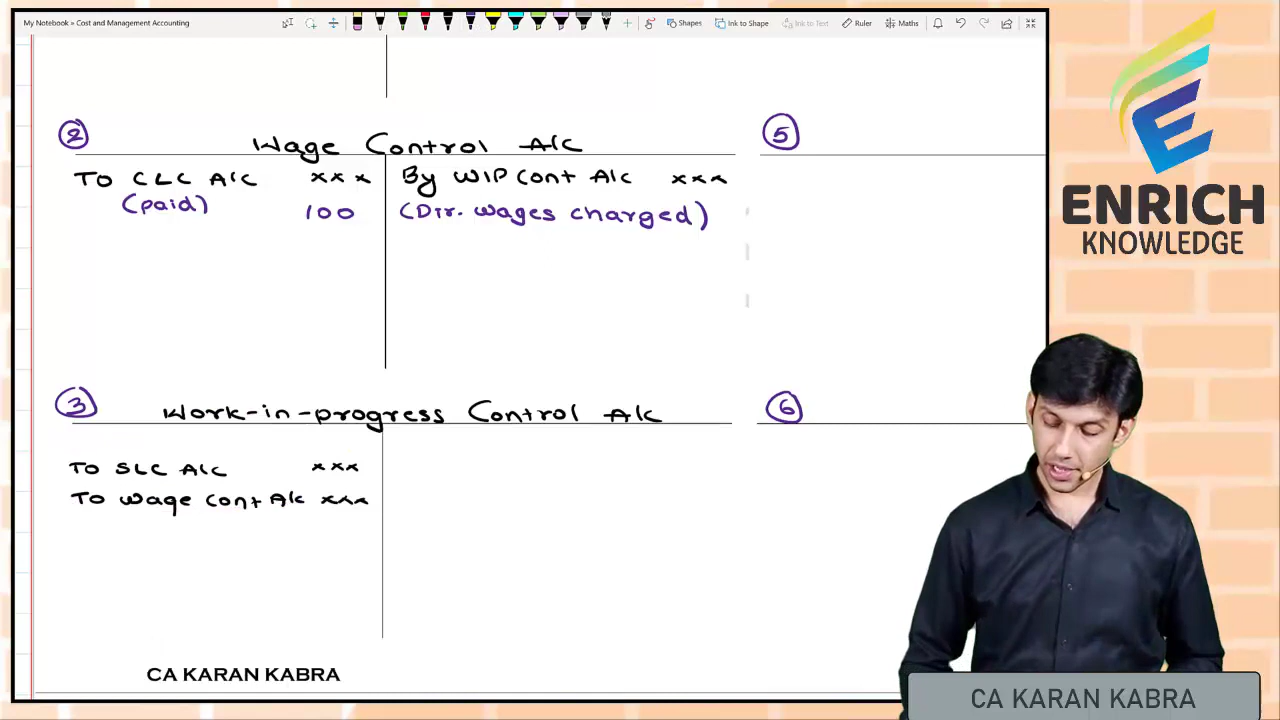 My Notebook » Cost and Management Accounting
Shapes
Ink to Shape
Ink to Text
Ruler
Maths
②
Wage Control A/c
To CLC A/c xxx
(paid) 100
By WIP Cont A/c xxx
(Dir. wages charged)
③
Work-in-progress Control A/c
To SLC A/c xxx
To Wage Cont A/c xxx
⑤
⑥
CA KARAN KABRA
E
ENRICH
KNOWLEDGE
CA KARAN KABRA